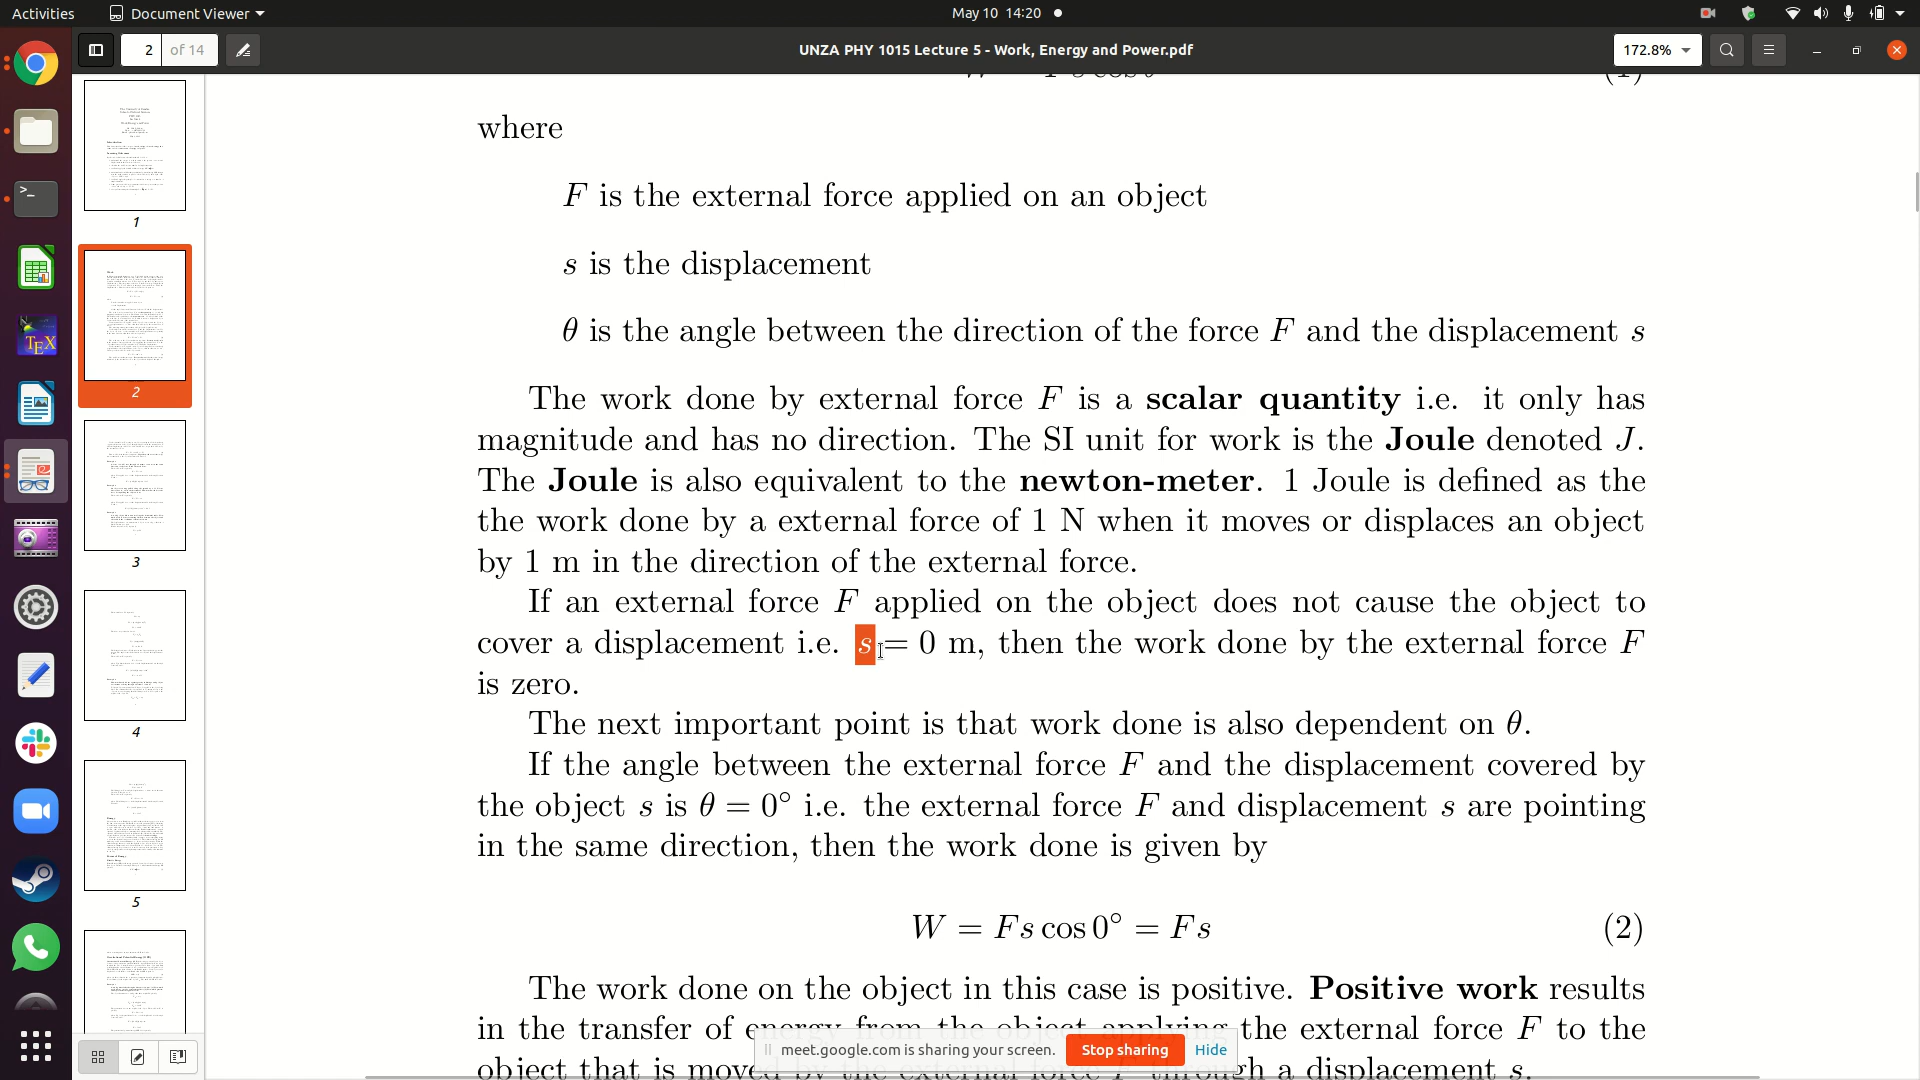 Activities
Document Viewer
May 10 14:20
2 of 14
UNZA PHY 1015 Lecture 5 - Work, Energy and Power.pdf
172.8%
1
2
3
4
5
where
F is the external force applied on an object
s is the displacement
θ is the angle between the direction of the force F and the displacement s
The work done by external force F is a scalar quantity i.e. it only has
magnitude and has no direction. The SI unit for work is the Joule denoted J.
The Joule is also equivalent to the newton-meter. 1 Joule is defined as the
the work done by a external force of 1 N when it moves or displaces an object
by 1 m in the direction of the external force.
If an external force F applied on the object does not cause the object to
cover a displacement i.e. s = 0 m, then the work done by the external force F
is zero.
The next important point is that work done is also dependent on θ.
If the angle between the external force F and the displacement covered by
the object s is θ = 0° i.e. the external force F and displacement s are pointing
in the same direction, then the work done is given by
W = Fs cos 0° = Fs (2)
The work done on the object in this case is positive. Positive work results
in the transfer of energy from the object applying the external force F to the
object that is moved by the external force F through a displacement s.
meet.google.com is sharing your screen.
Stop sharing
Hide